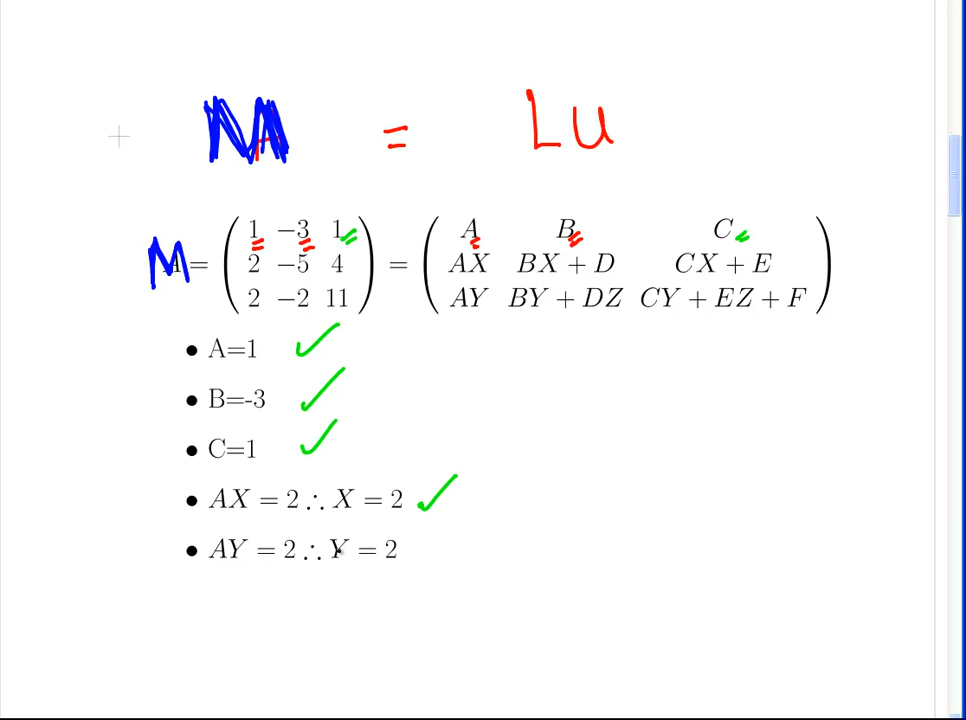 M = LU
M = ( 1 −3 1 ) = ( A B C )
2 −5 4 AX BX + D CX + E
2 −2 11 AY BY + DZ CY + EZ + F
• A=1 ✓
• B=-3 ✓
• C=1 ✓
• AX = 2 ∴ X = 2 ✓
• AY = 2 ∴ Y = 2